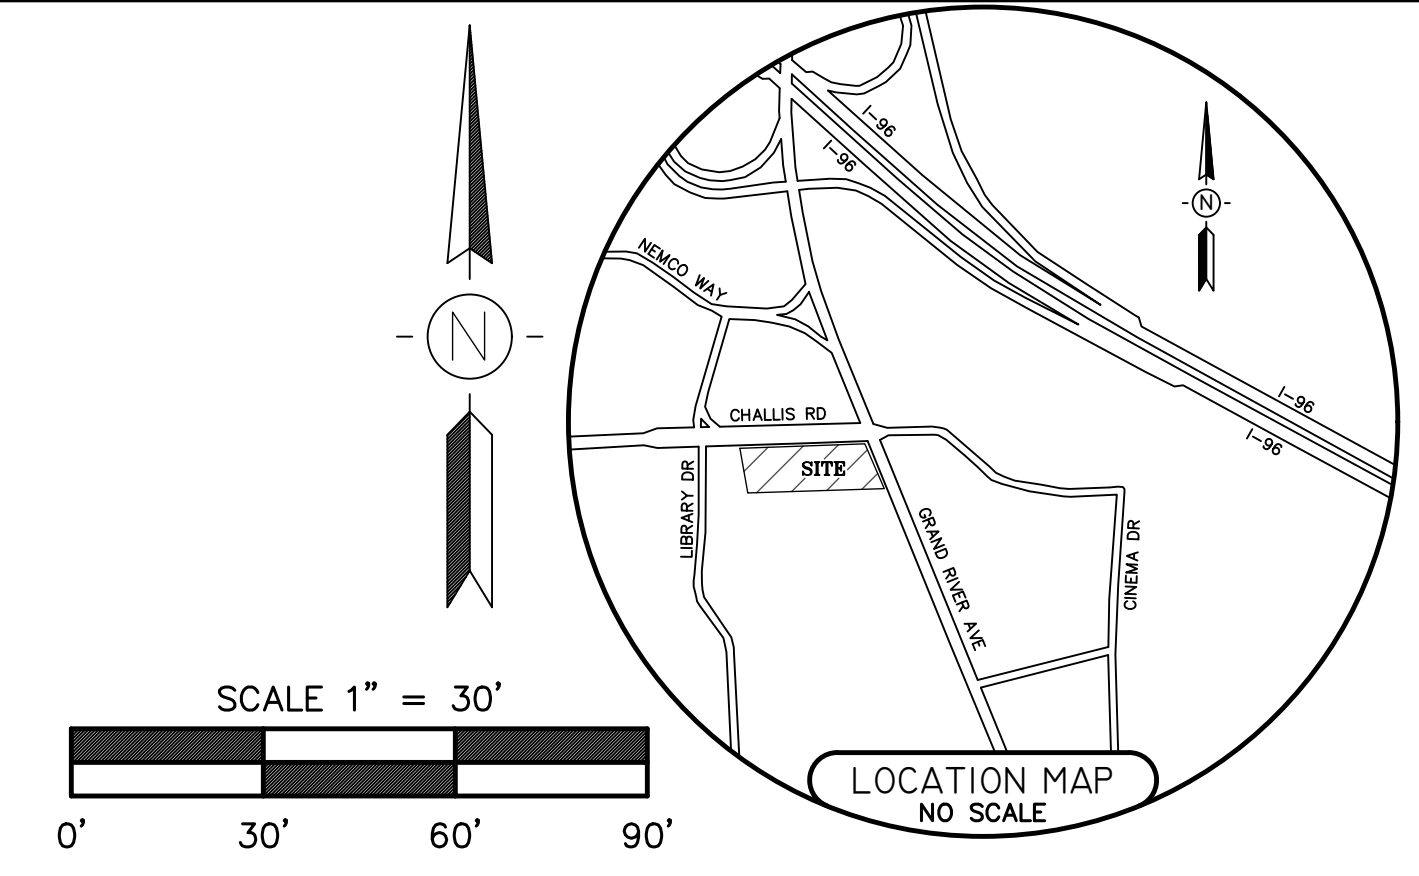 N
SCALE 1" = 30'
0' 30' 60' 90'
I-96
I-96
N
NEMCO WAY
CHALLIS RD
SITE
LIBRARY DR
GRAND RIVER AVE
CINEMA DR
I-96
I-96
LOCATION MAP
NO SCALE